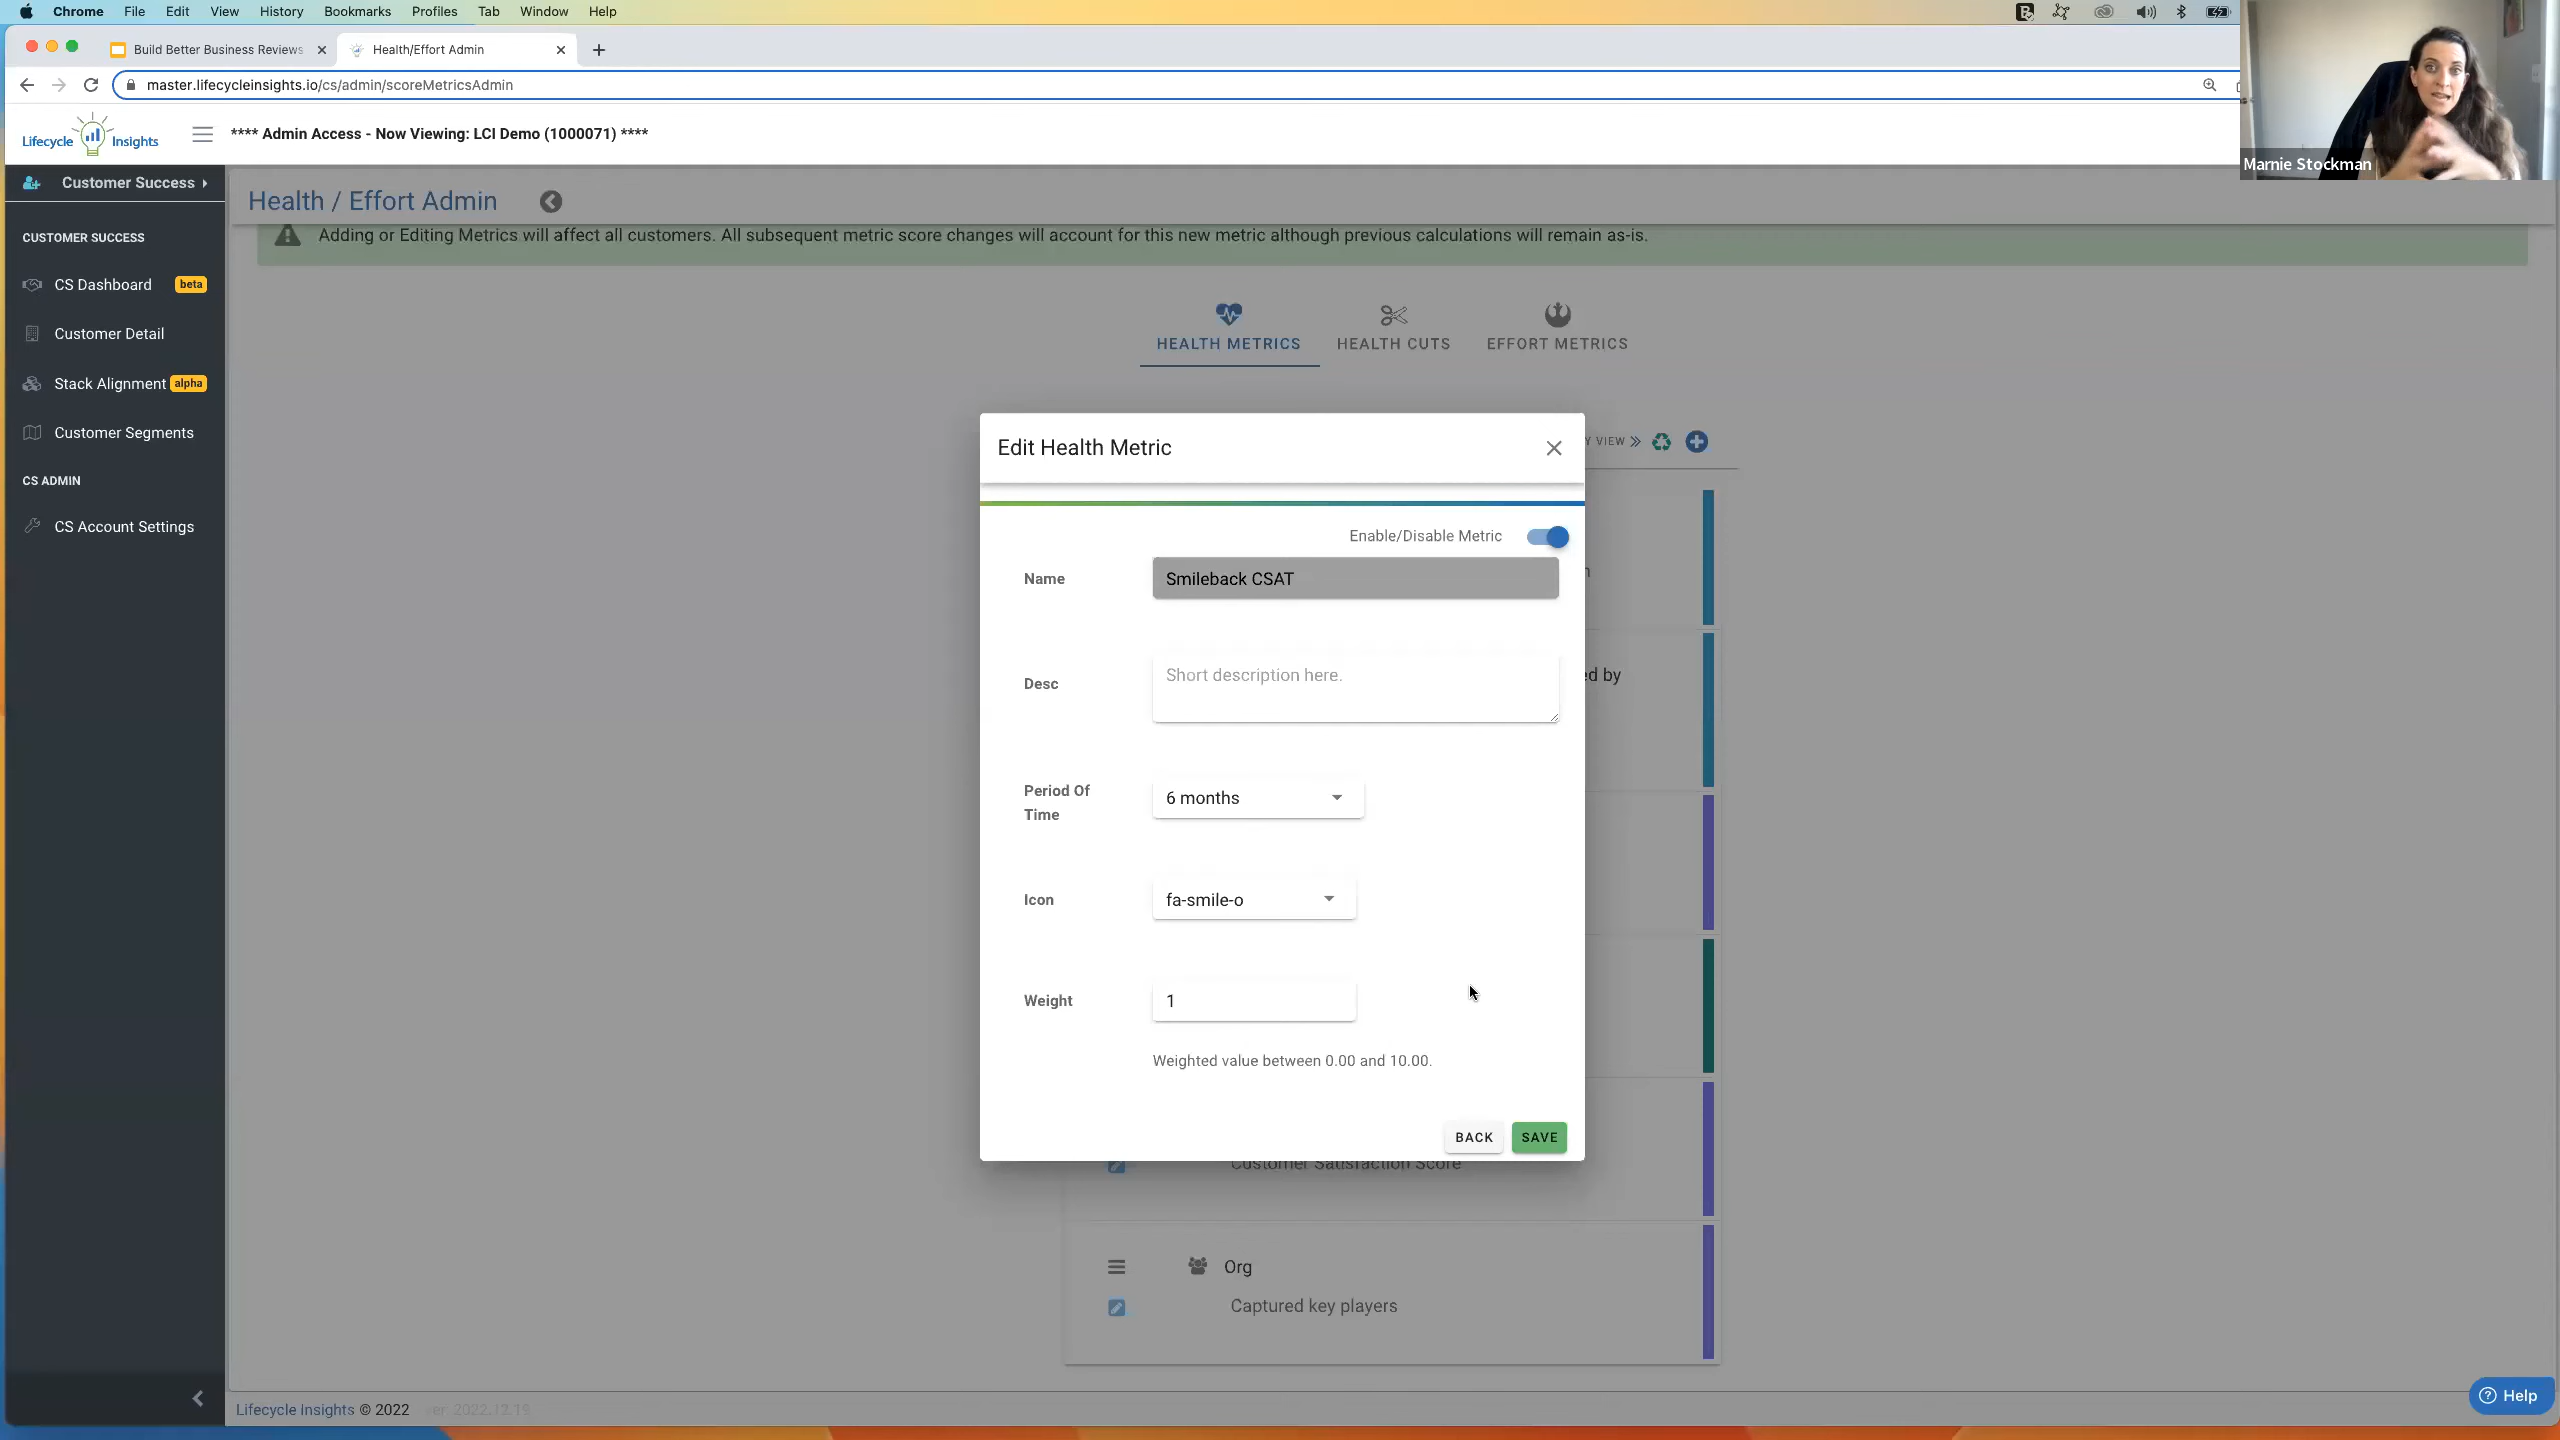 Chrome File Edit View History Bookmarks Profiles Tab Window Help
Build Better Business Reviews
Health/Effort Admin
master.lifecycleinsights.io/cs/admin/scoreMetricsAdmin
Lifecycle Insights
**** Admin Access - Now Viewing: LCI Demo (1000071) ****
Marnie Stockman
Customer Success
Health / Effort Admin
Adding or Editing Metrics will affect all customers. All subsequent metric score changes will account for this new metric although previous calculations will remain as-is.
CUSTOMER SUCCESS
CS Dashboard beta
Customer Detail
Stack Alignment alpha
Customer Segments
CS ADMIN
CS Account Settings
HEALTH METRICS
HEALTH CUTS
EFFORT METRICS
Edit Health Metric
Y VIEW
Enable/Disable Metric
Name
Smileback CSAT
Desc
Short description here.
ed by
Period Of Time
6 months
Icon
fa-smile-o
Weight
1
Weighted value between 0.00 and 10.00.
BACK
SAVE
Customer Satisfaction Score
Org
Captured key players
Lifecycle Insights © 2022
er 2022.12.19
Help